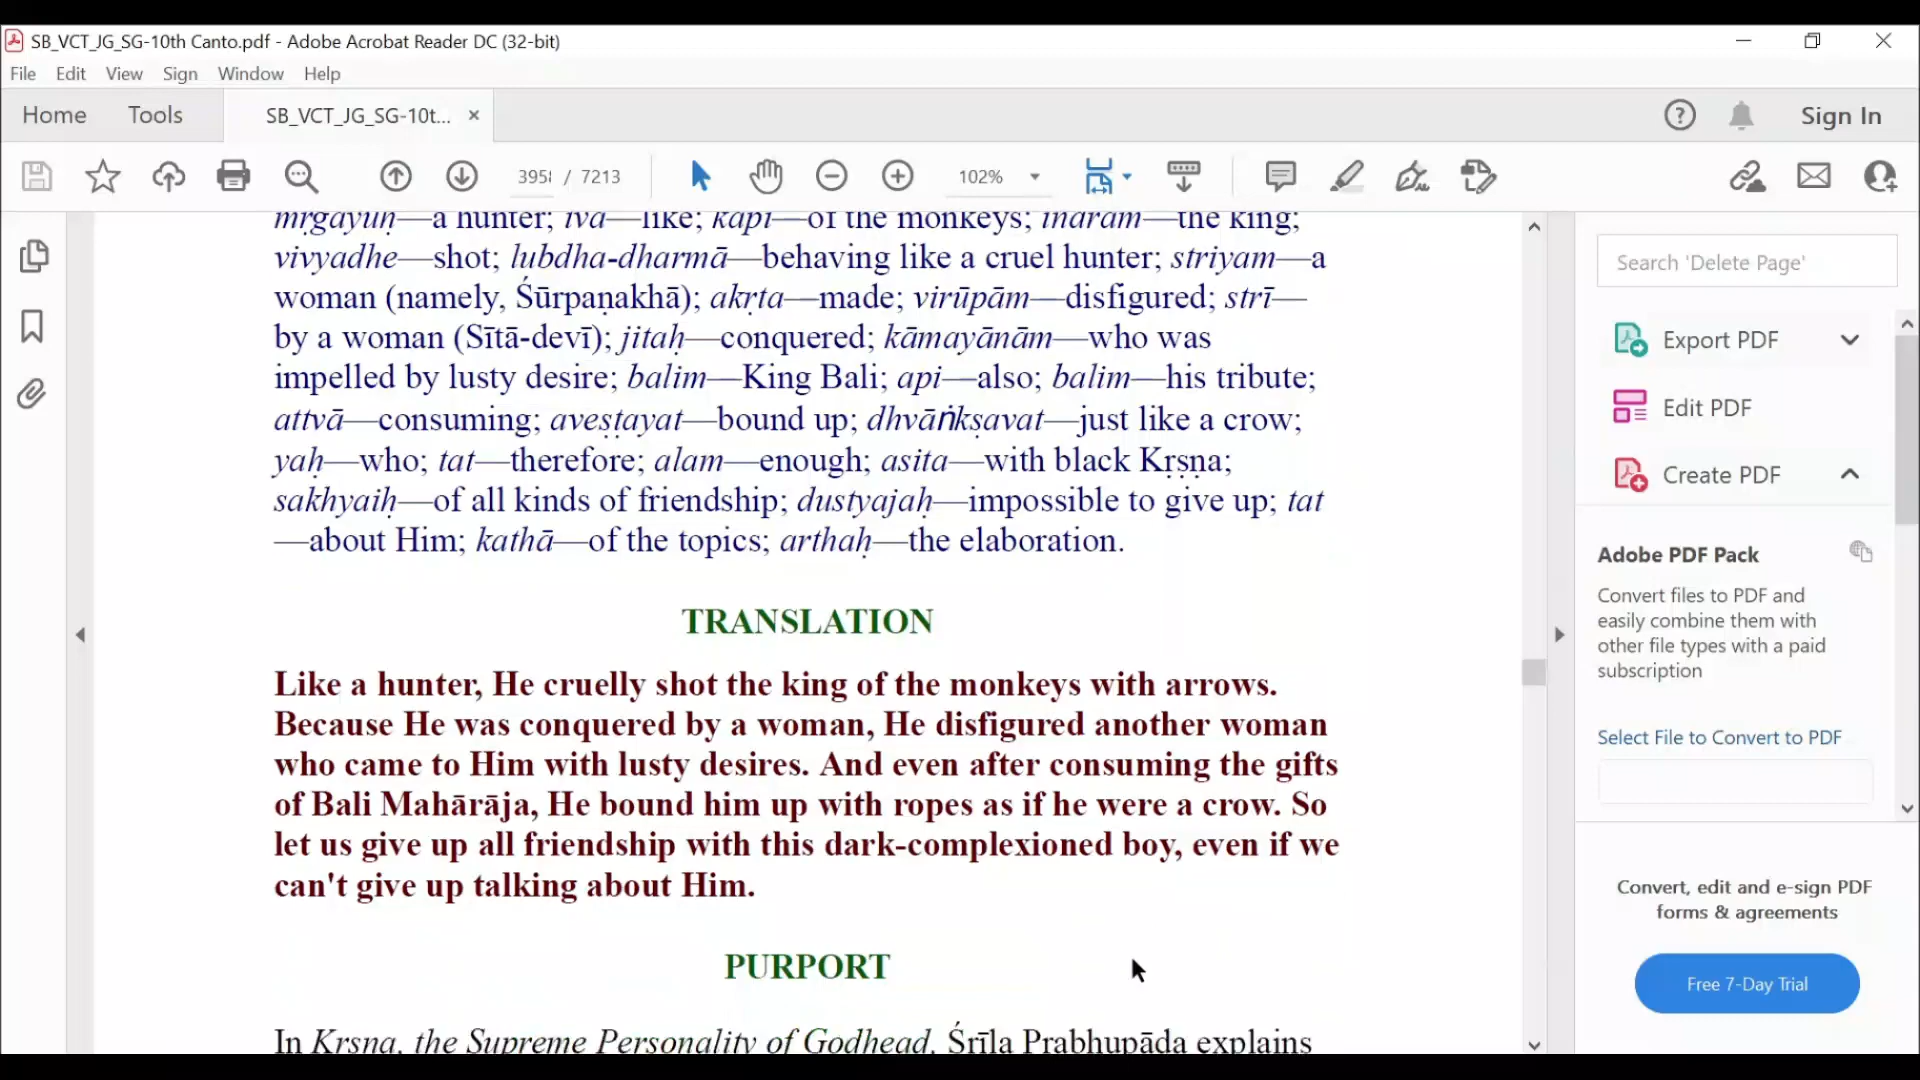 SB_VCT_JG_SG-10th Canto.pdf - Adobe Acrobat Reader DC (32-bit)
File Edit View Sign Window Help
Home Tools SB_VCT_JG_SG-10t... × Sign In
3958 / 7213 102%
mṛgayuḥ—a hunter; iva—like; kapi—of the monkeys; indram—the king;
vivyadhe—shot; lubdha-dharmā—behaving like a cruel hunter; striyam—a
woman (namely, Śūrpaṇakhā); akṛta—made; virūpām—disfigured; strī—
by a woman (Sītā-devī); jitaḥ—conquered; kāmayānām—who was
impelled by lusty desire; balim—King Bali; api—also; balim—his tribute;
attvā—consuming; aveṣṭayat—bound up; dhvāṅkṣavat—just like a crow;
yaḥ—who; tat—therefore; alam—enough; asita—with black Kṛṣṇa;
sakhyaiḥ—of all kinds of friendship; dustyajaḥ—impossible to give up; tat
—about Him; kathā—of the topics; arthaḥ—the elaboration.
TRANSLATION
Like a hunter, He cruelly shot the king of the monkeys with arrows.
Because He was conquered by a woman, He disfigured another woman
who came to Him with lusty desires. And even after consuming the gifts
of Bali Mahārāja, He bound him up with ropes as if he were a crow. So
let us give up all friendship with this dark-complexioned boy, even if we
can't give up talking about Him.
PURPORT
In Kṛṣṇa, the Supreme Personality of Godhead, Śrīla Prabhupāda explains
Search 'Delete Page'
Export PDF
Edit PDF
Create PDF
Adobe PDF Pack
Convert files to PDF and
easily combine them with
other file types with a paid
subscription
Select File to Convert to PDF
Convert, edit and e-sign PDF
forms & agreements
Free 7-Day Trial